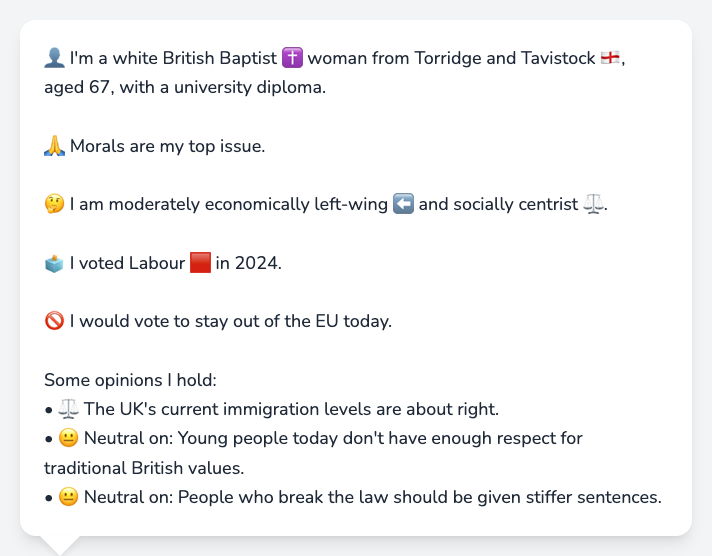 👤 I'm a white British Baptist ✝️ woman from Torridge and Tavistock 🏴󠁧󠁢󠁥󠁮󠁧󠁿,
aged 67, with a university diploma.
🙏 Morals are my top issue.
🤔 I am moderately economically left-wing ⬅️ and socially centrist ⚖️.
🗳️ I voted Labour 🟥 in 2024.
🚫 I would vote to stay out of the EU today.
Some opinions I hold:
• ⚖️ The UK's current immigration levels are about right.
• 😐 Neutral on: Young people today don't have enough respect for
traditional British values.
• 😐 Neutral on: People who break the law should be given stiffer sentences.